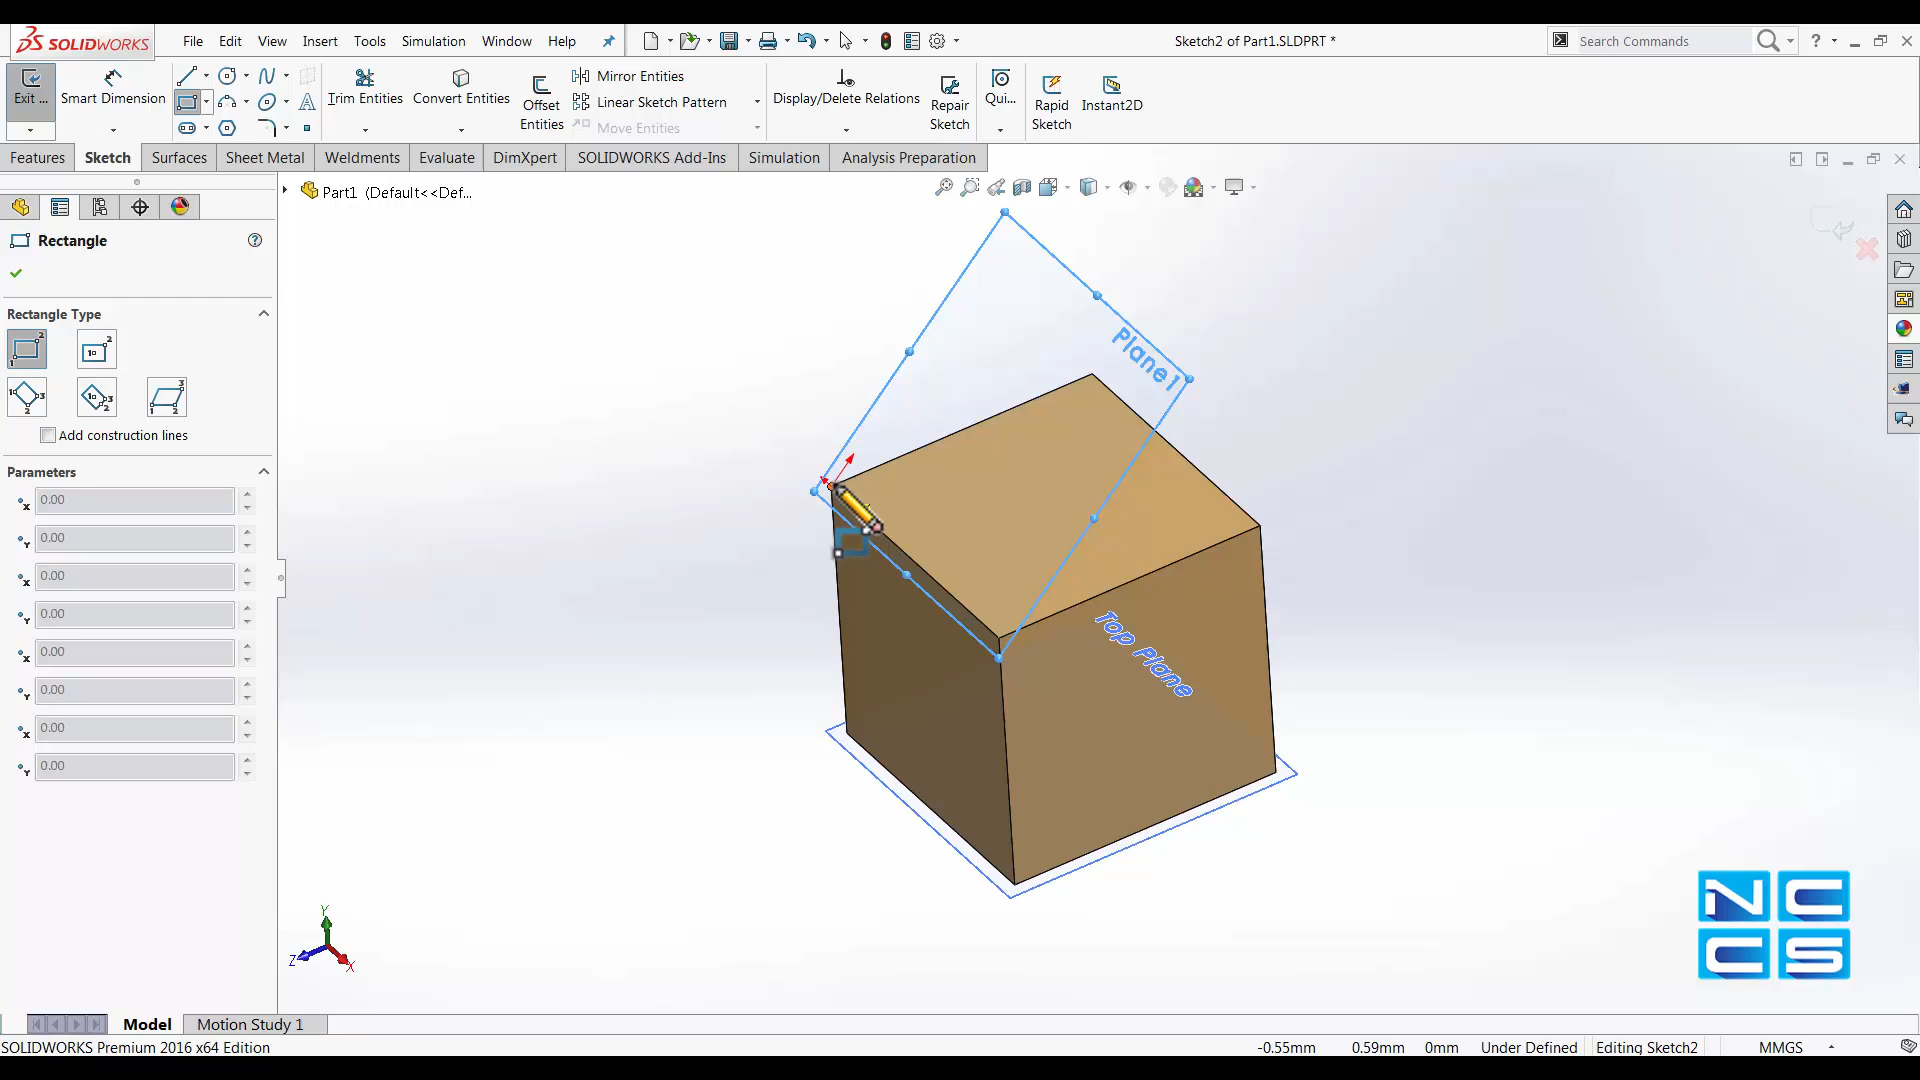 SOLIDWORKS File Edit View Insert Tools Simulation Window Help Sketch2 of Part1.SLDPRT * Search Commands ?
Exit ... Smart Dimension Trim Entities Convert Entities Offset Entities Mirror Entities Linear Sketch Pattern Move Entities Display/Delete Relations Repair Sketch Qui... Rapid Sketch Instant2D
Features Sketch Surfaces Sheet Metal Weldments Evaluate DimXpert SOLIDWORKS Add-Ins Simulation Analysis Preparation
Part1 (Default<<Def...
Rectangle ?
Rectangle Type
Add construction lines
Parameters
x 0.00
Y 0.00
x 0.00
Y 0.00
x 0.00
Y 0.00
x 0.00
Y 0.00
Plane1
Top Plane
Y
Z
X
NCCS
Model Motion Study 1
SOLIDWORKS Premium 2016 x64 Edition -0.55mm 0.59mm 0mm Under Defined Editing Sketch2 MMGS